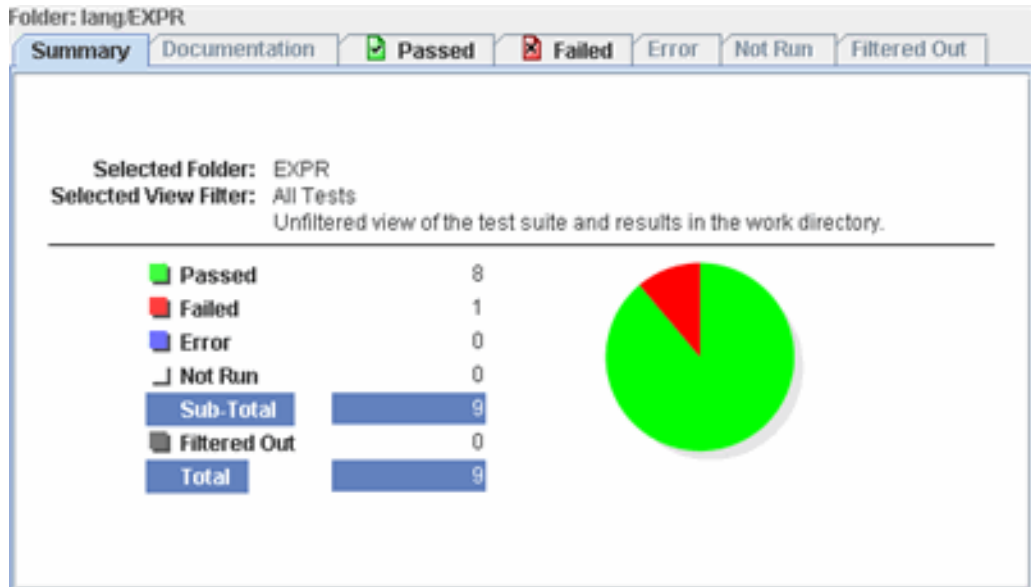 Folder: lang/EXPR
Summary Documentation Passed Failed Error Not Run Filtered Out
Selected Folder: EXPR
Selected View Filter: All Tests
Unfiltered view of the test suite and results in the work directory.
Passed 8
Failed 1
Error 0
Not Run 0
Sub-Total 9
Filtered Out 0
Total 9